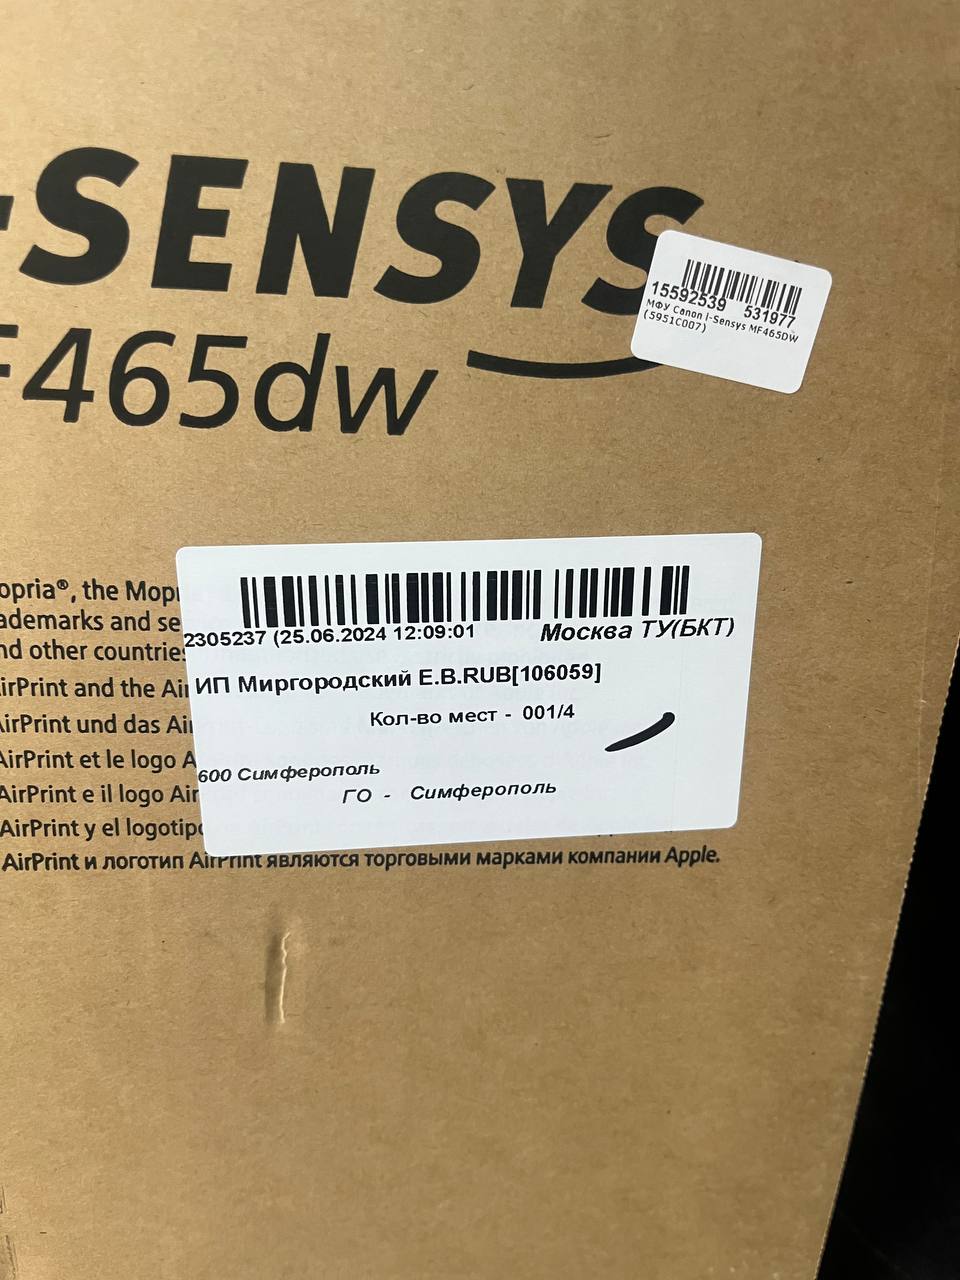 -SENSYS
F465dw
15592539 531977
МФУ Canon i-Sensys MF465DW
(5951C007)
opria®, the Mopr
ademarks and se
nd other countries
irPrint and the Air
AirPrint und das Air
AirPrint et le logo A
AirPrint e il logo Air
AirPrint y el logotipo
AirPrint и логотип AirPrint являются торговыми марками компании Apple.
2305237 (25.06.2024 12:09:01 Москва ТУ(БКТ)
ИП Миргородский Е.В.RUB[106059]
Кол-во мест - 001/4
600 Симферополь
ГО - Симферополь